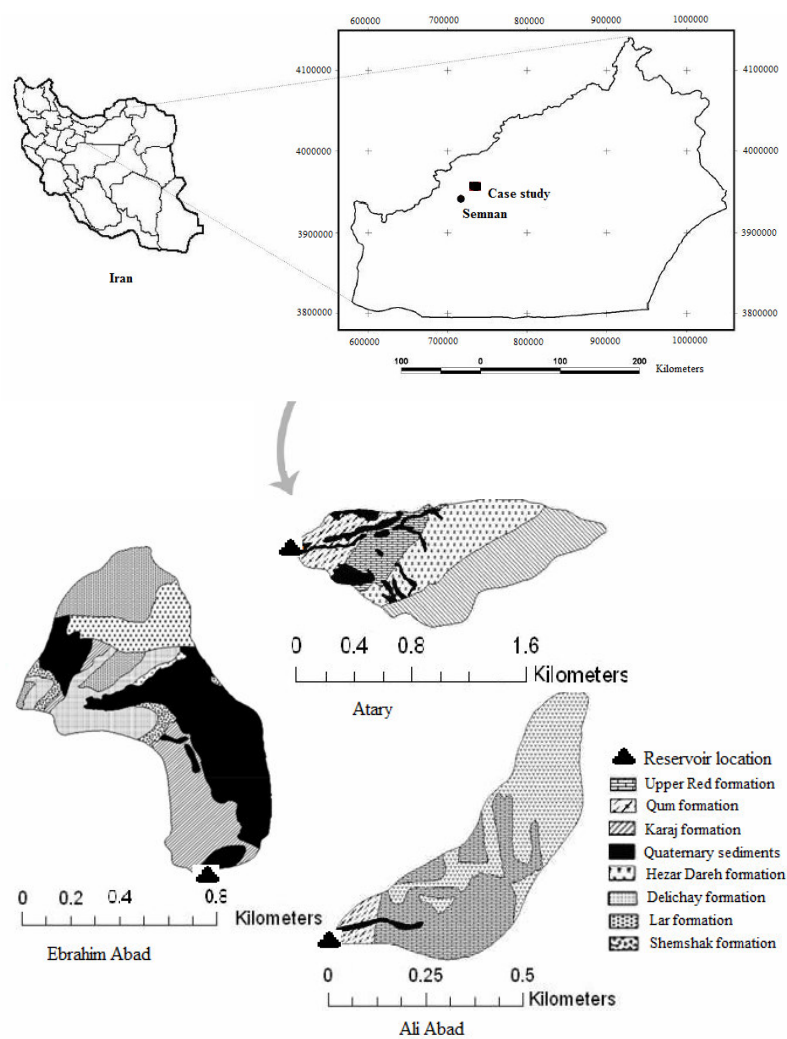 600000 700000 800000 900000 1000000
4100000 4100000
4000000 4000000
Case study
Semnan
3900000 3900000
Iran
3800000 3800000
600000 700000 800000 900000 1000000
100 0 100 200 Kilometers
0 0.4 0.8 1.6
Kilometers
Atary
Reservoir location
Upper Red formation
Qum formation
Karaj formation
Quaternary sediments
Hezar Dareh formation
Delichay formation
Lar formation
Shemshak formation
0 0.2 0.4 0.8
Kilometers
Ebrahim Abad
0 0.25 0.5
Kilometers
Ali Abad